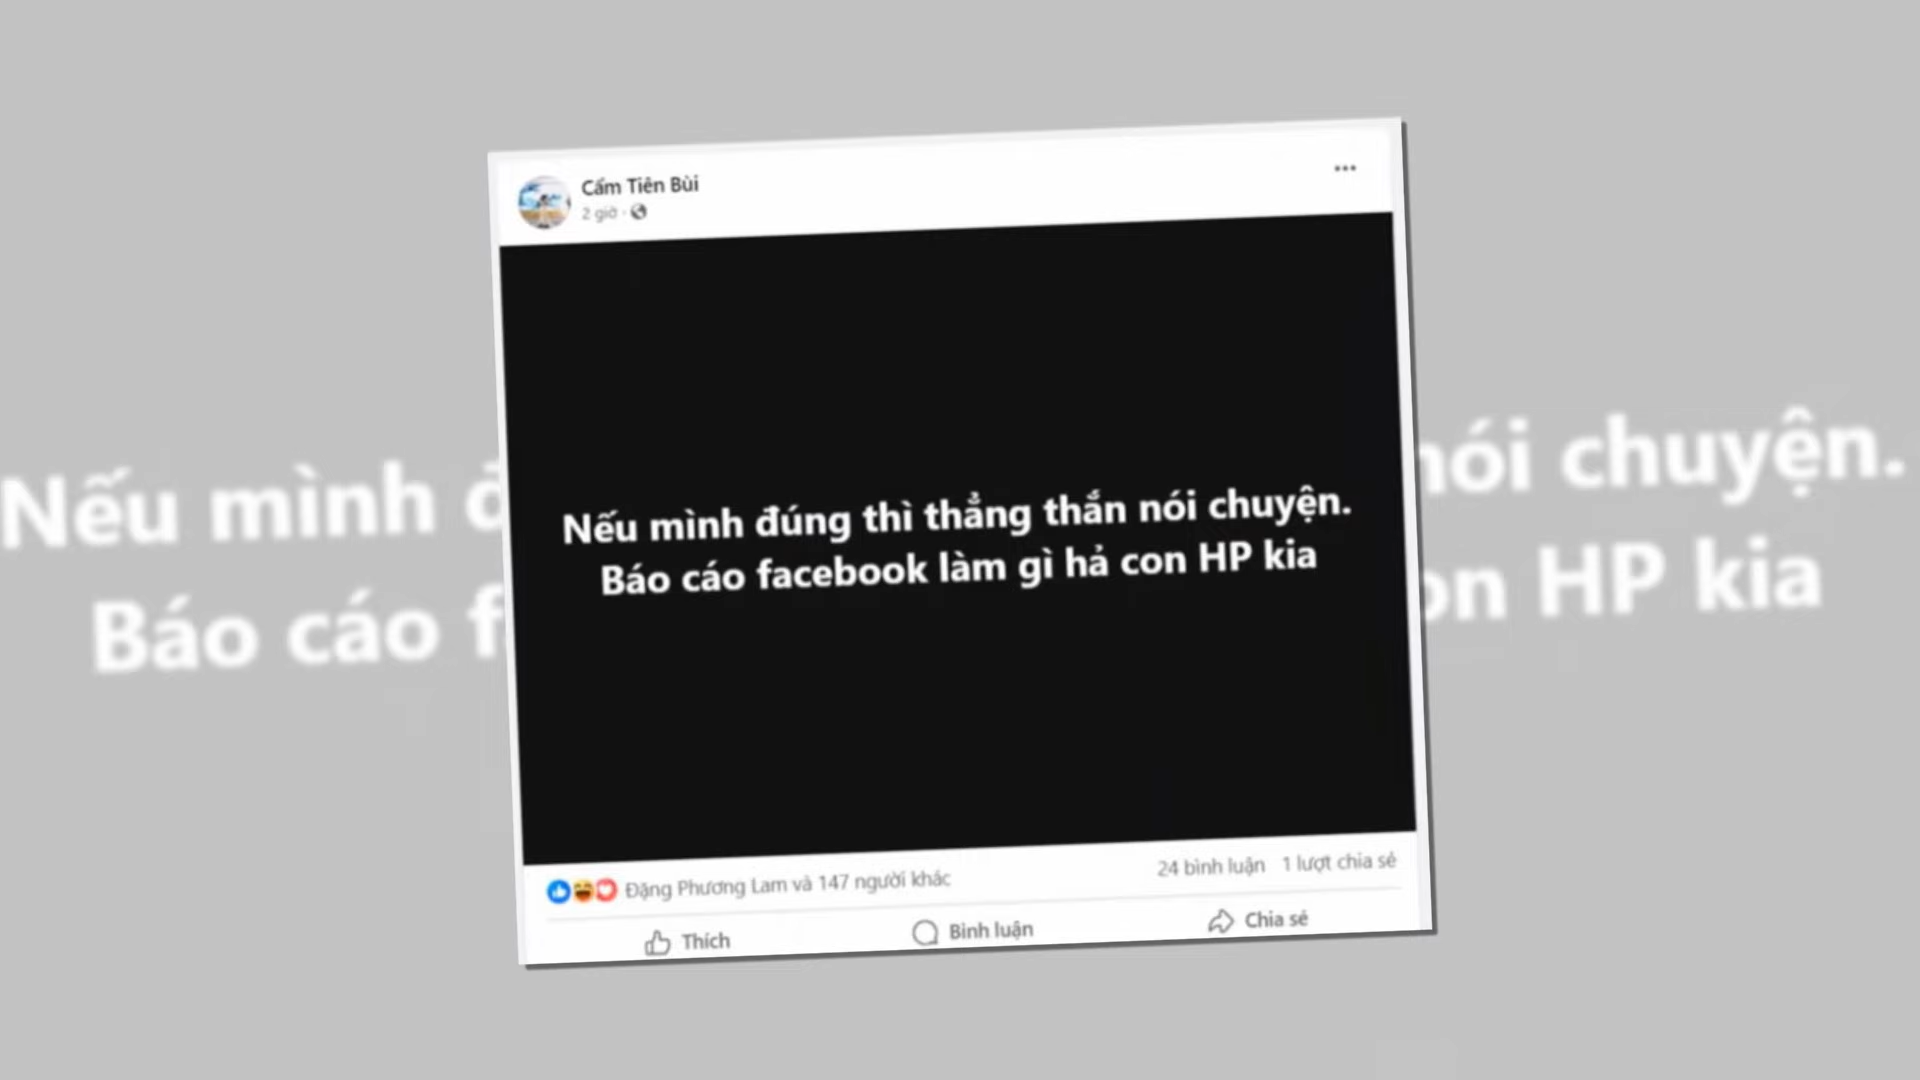 Cẩm Tiên Bùi
2 giờ ·
Nếu mình đúng thì thẳng thắn nói chuyện.
Báo cáo facebook làm gì hả con HP kia
Đặng Phương Lam và 147 người khác
24 bình luận 1 lượt chia sẻ
Thích
Bình luận
Chia sẻ
Nếu mình đ
nói chuyện.
Báo cáo f
on HP kia